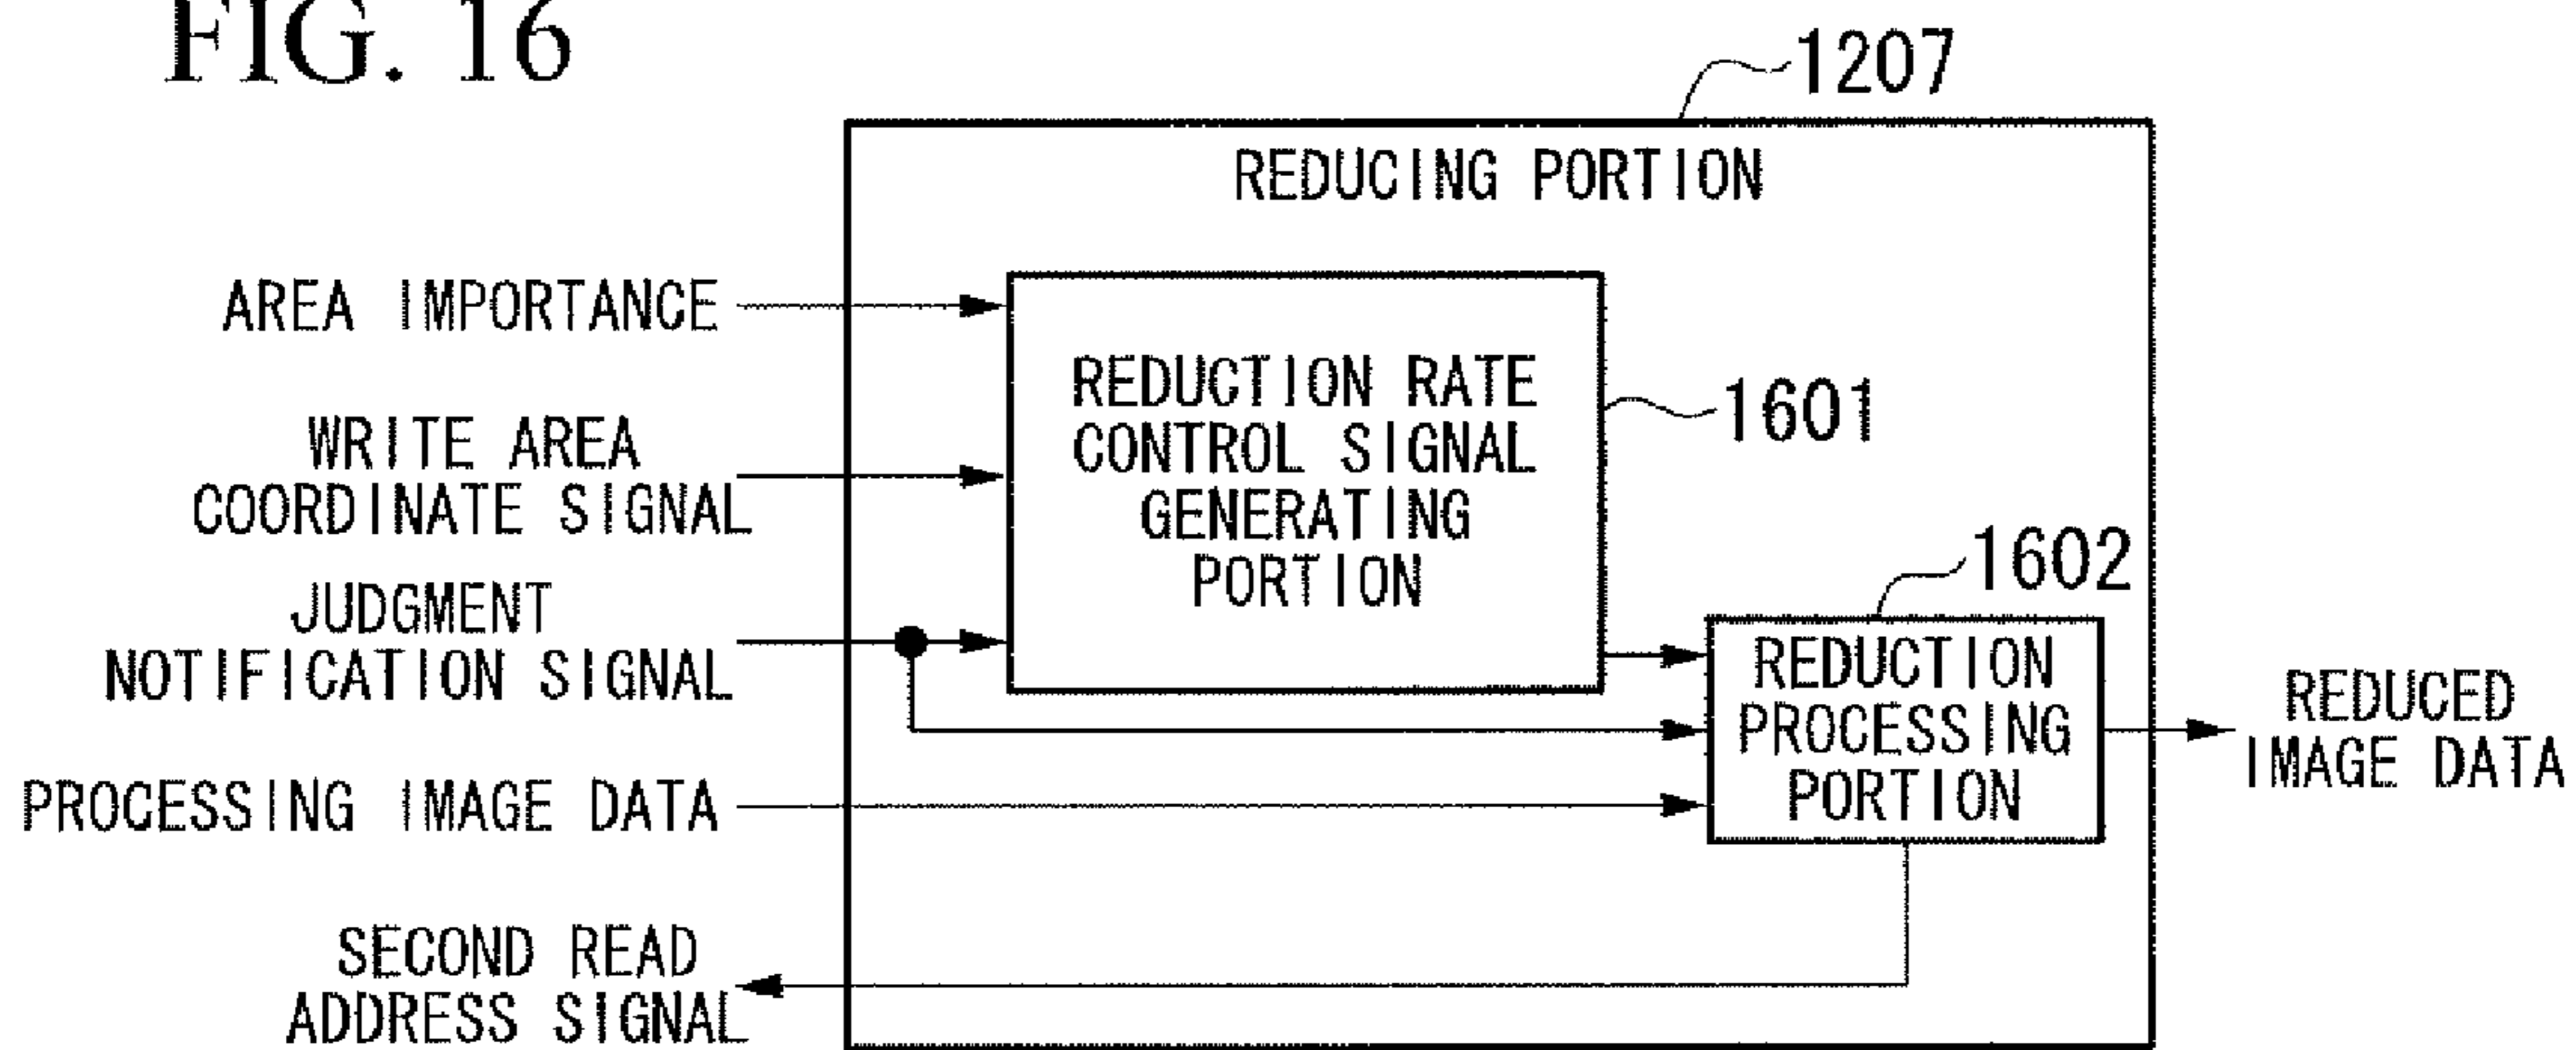 FIG. 16
1207
REDUCING PORTION
AREA IMPORTANCE
WRITE AREA
COORDINATE SIGNAL
JUDGMENT
NOTIFICATION SIGNAL
PROCESSING IMAGE DATA
SECOND READ
ADDRESS SIGNAL
REDUCTION RATE
CONTROL SIGNAL
GENERATING
PORTION
1601
1602
REDUCTION
PROCESSING
PORTION
REDUCED
IMAGE DATA